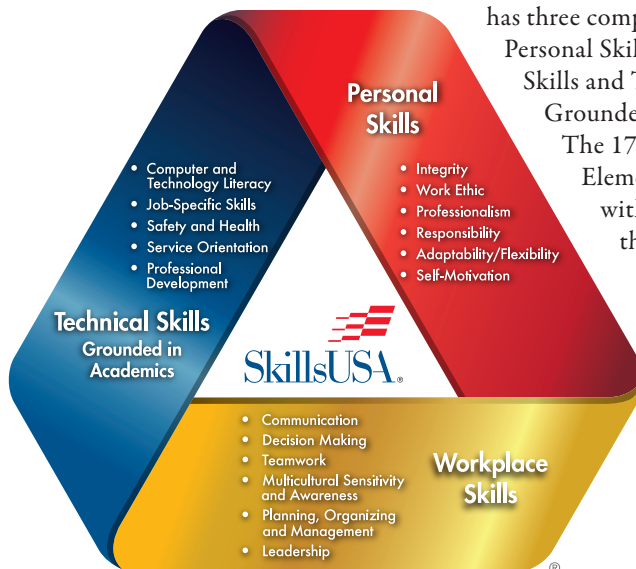 has three comp
Personal Skil
Skills and T
Grounde
The 17
Eleme
with
th
Personal
Skills
• Integrity
• Work Ethic
• Professionalism
• Responsibility
• Adaptability/Flexibility
• Self-Motivation
• Computer and
Technology Literacy
• Job-Specific Skills
• Safety and Health
• Service Orientation
• Professional
Development
Technical Skills
Grounded in
Academics
SkillsUSA®
• Communication
• Decision Making
• Teamwork
• Multicultural Sensitivity
and Awareness
• Planning, Organizing
and Management
• Leadership
Workplace
Skills
®